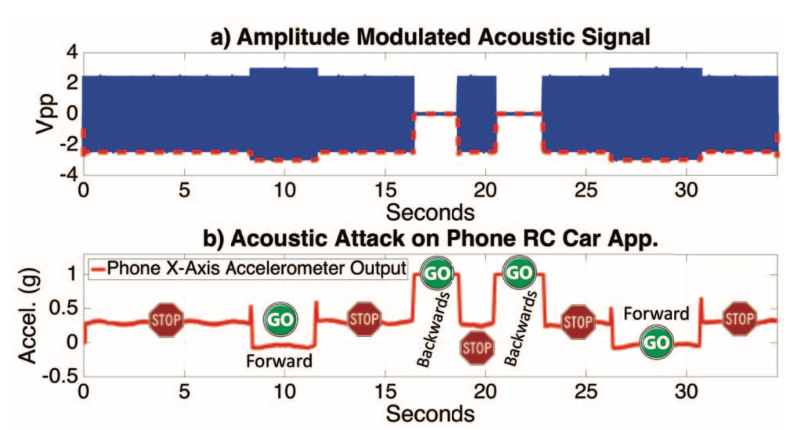 a) Amplitude Modulated Acoustic Signal
4
2
0
-2
-4
Vpp
0 5 10 15 20 25 30
Seconds
b) Acoustic Attack on Phone RC Car App.
Phone X-Axis Accelerometer Output
1
0.5
0
-0.5
Accel. (g)
STOP
GO
Forward
STOP
GO
Backwards
STOP
GO
Backwards
STOP
Forward
GO
STOP
0 5 10 15 20 25 30
Seconds